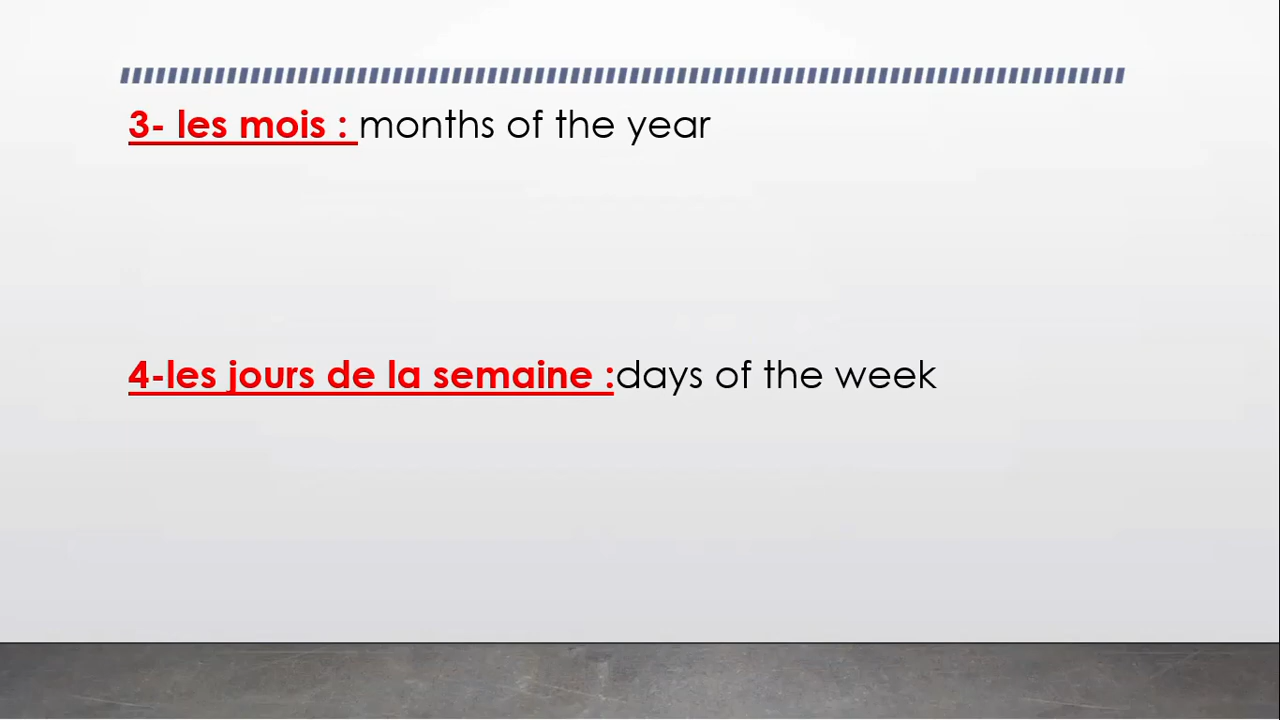 3- les mois : months of the year
4-les jours de la semaine :days of the week